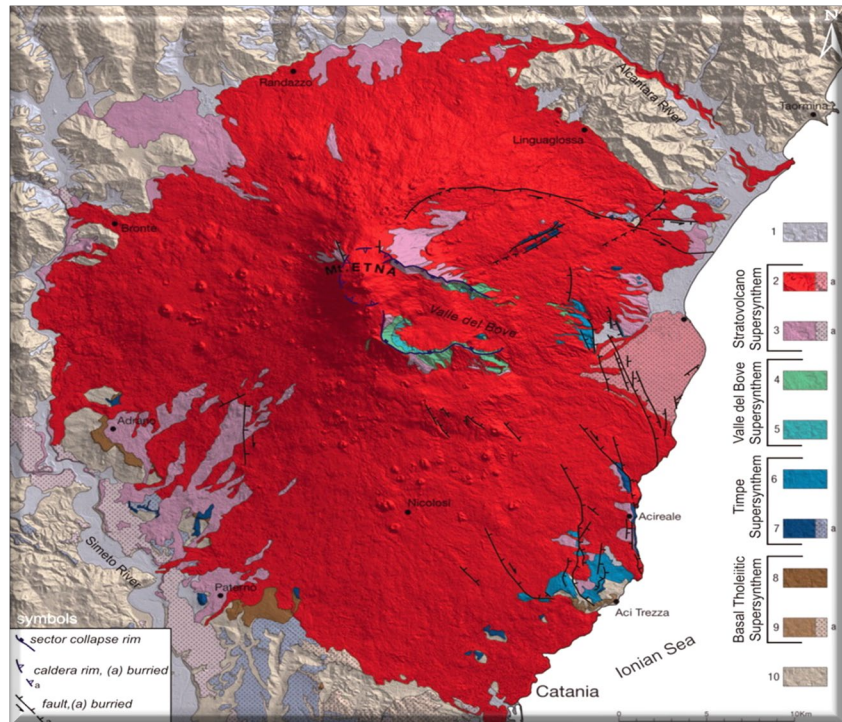 N
Randazzo
Alcantara River
Taormina
Linguaglossa
Bronte
Mt. ETNA
Valle del Bove
Adrano
Nicolosi
Acireale
Simeto River
Paternò
Aci Trezza
Ionian Sea
Catania
0 5 10Km
1
Stratovolcano
Supersynthem
2 a
3 a
Valle del Bove
Supersynthem
4
5
Timpe
Supersynthem
6
7 a
Basal Tholeiitic
Supersynthem
8
9 a
10
symbols
sector collapse rim
caldera rim, (a) burried
a
fault,(a) burried